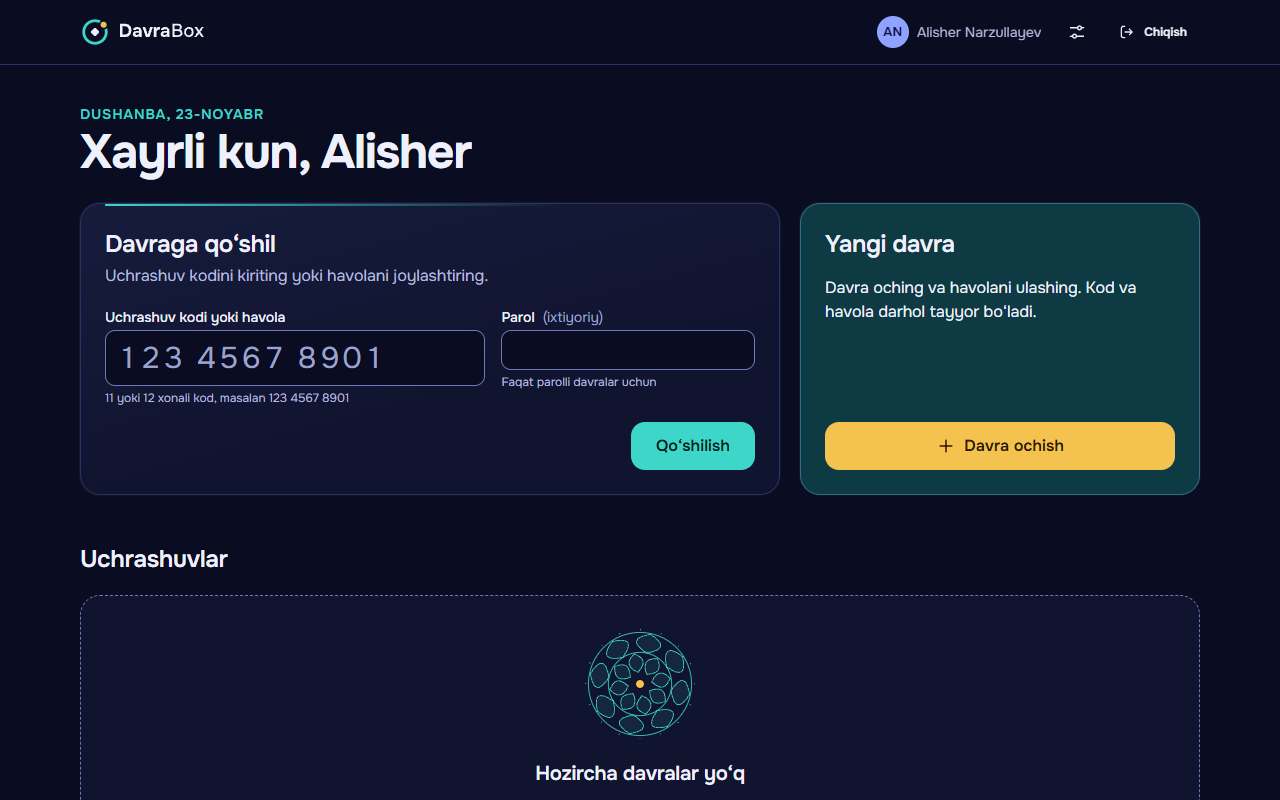 DavraBox
AN Alisher Narzullayev Chiqish
DUSHANBA, 23-NOYABR
Xayrli kun, Alisher
Davraga qo‘shil
Uchrashuv kodini kiriting yoki havolani joylashtiring.
Uchrashuv kodi yoki havola
123 4567 8901
11 yoki 12 xonali kod, masalan 123 4567 8901
Parol (ixtiyoriy)
Faqat parolli davralar uchun
Qo‘shilish
Yangi davra
Davra oching va havolani ulashing. Kod va
havola darhol tayyor bo‘ladi.
Davra ochish
Uchrashuvlar
Hozircha davralar yo‘q